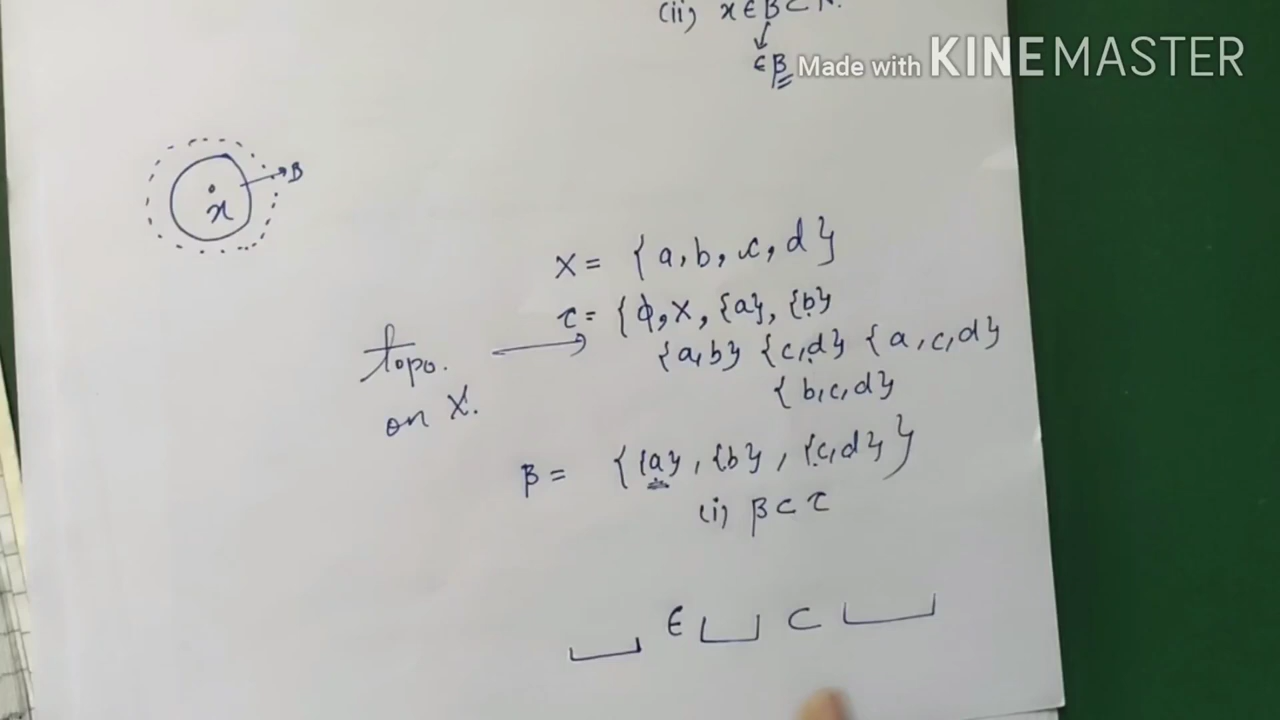 (ii) x ∈ B ⊂ N.
∈ β
Made with KINEMASTER
B
x
X = { a, b, c, d }
τ = { ϕ, X, {a}, {b}
{a,b} {c,d} { a, c, d}
{ b,c,d}
topo.
on X.
β = { {a}, {b}, {c,d} }
(i) β ⊂ τ
∈ ⊂